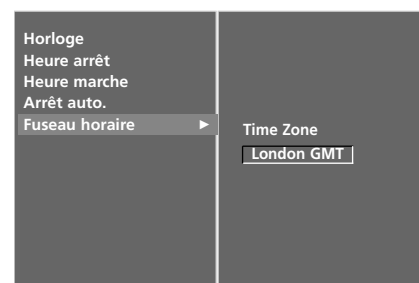 Horloge
Heure arrêt
Heure marche
Arrêt auto.
Fuseau horaire ►
Time Zone
London GMT